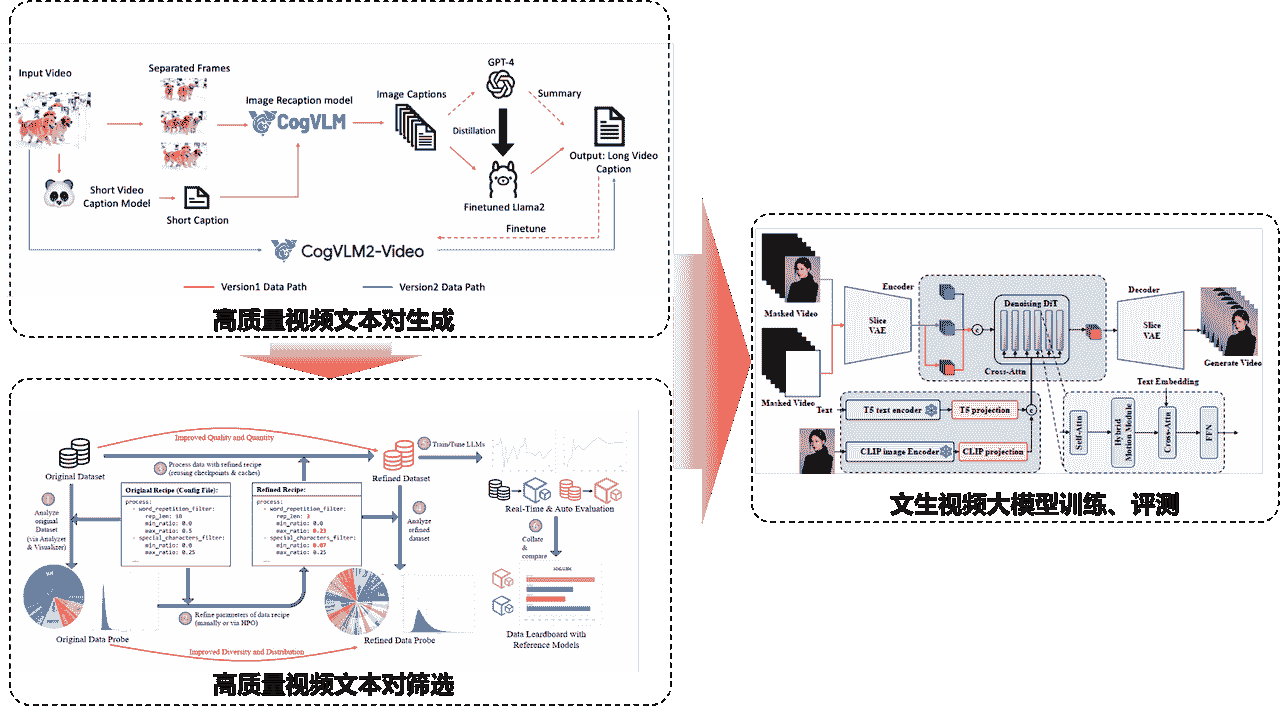 Input Video
Separated Frames
Image Recaption model
CogVLM
Image Captions
GPT-4
Summary
Distillation
Output: Long Video
Caption
Short Video
Caption Model
Short Caption
Finetuned Llama2
Finetune
CogVLM2-Video
Version1 Data Path
Version2 Data Path
高质量视频文本对生成
Improved Quality and Quantity
Original Dataset
Process data with refined recipe
(reusing checkpoints & caches)
Refined Dataset
Train/Tune LLMs
1
Analyze
original
Dataset
(via Analyzer
& Visualizer)
Original Recipe (Config File):
process:
- word_repetition_filter:
rep_len: 10
min_ratio: 0.0
max_ratio: 0.5
- special_characters_filter:
min_ratio: 0.0
max_ratio: 0.25
Refined Recipe:
process:
- word_repetition_filter:
rep_len: 3
min_ratio: 0.0
max_ratio: 0.23
- special_characters_filter:
min_ratio: 0.07
max_ratio: 0.25
4
Analyze
refined
dataset
Real-Time & Auto Evaluation
6
Collate
&
compare
2
Refine parameters of data recipe
(manally or via HPO)
Original Data Probe
Improved Diversity and Distribution
Refined Data Probe
Data Leardboard with
Reference Models
高质量视频文本对筛选
Masked Video
Masked Video
Encoder
Slice
VAE
c
Denoising DiT
Cross-Attn
Decoder
Slice
VAE
Generate Video
Text
T5 text encoder
T5 projection
c
CLIP image Encoder
CLIP projection
Text Embedding
Self-Attn
Hybrid
Motion Module
Cross-Attn
FFN
文生视频大模型训练、评测